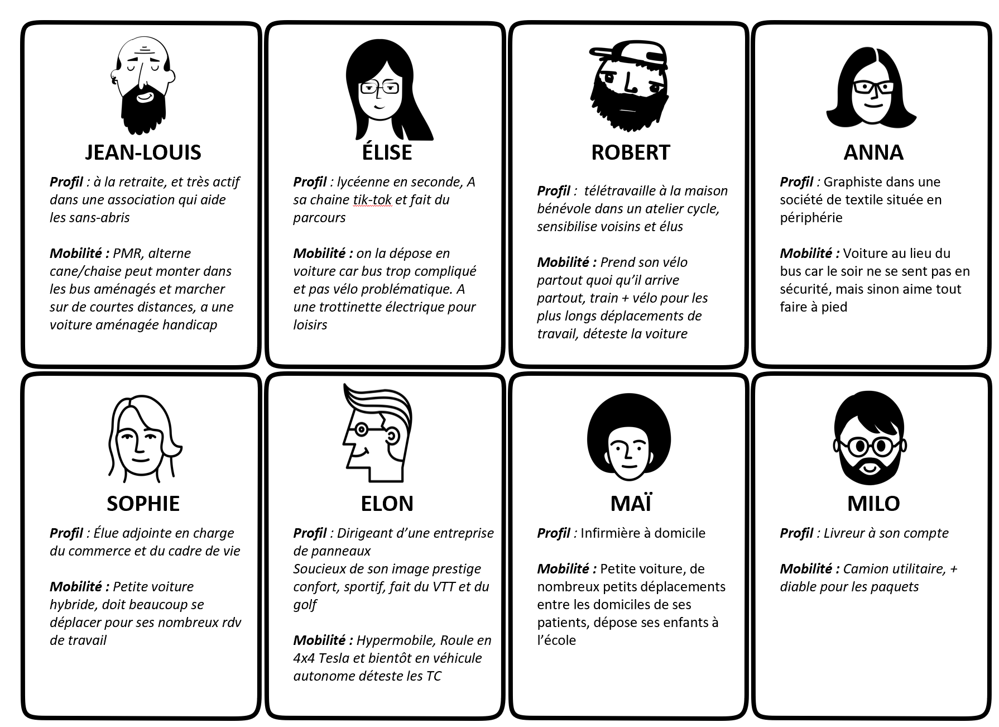 JEAN-LOUIS
Profil : à la retraite, et très actif
dans une association qui aide
les sans-abris
Mobilité : PMR, alterne
cane/chaise peut monter dans
les bus aménagés et marcher
sur de courtes distances, a une
voiture aménagée handicap
ÉLISE
Profil : lycéenne en seconde, A
sa chaine tik-tok et fait du
parcours
Mobilité : on la dépose en
voiture car bus trop compliqué
et pas vélo problématique. A
une trottinette électrique pour
loisirs
ROBERT
Profil :  télétravaille à la maison
bénévole dans un atelier cycle,
sensibilise voisins et élus
Mobilité : Prend son vélo
partout quoi qu’il arrive
partout, train + vélo pour les
plus longs déplacements de
travail, déteste la voiture
ANNA
Profil : Graphiste dans une
société de textile située en
périphérie
Mobilité : Voiture au lieu du
bus car le soir ne se sent pas en
sécurité, mais sinon aime tout
faire à pied
SOPHIE
Profil : Élue adjointe en charge
du commerce et du cadre de vie
Mobilité : Petite voiture
hybride, doit beaucoup se
déplacer pour ses nombreux rdv
de travail
ELON
Profil : Dirigeant d’une entreprise
de panneaux
Soucieux de son image prestige
confort, sportif, fait du VTT et du
golf
Mobilité : Hypermobile, Roule en
4x4 Tesla et bientôt en véhicule
autonome déteste les TC
MAÏ
Profil : Infirmière à domicile
Mobilité : Petite voiture, de
nombreux petits déplacements
entre les domiciles de ses
patients, dépose ses enfants à
l’école
MILO
Profil : Livreur à son compte
Mobilité : Camion utilitaire, +
diable pour les paquets